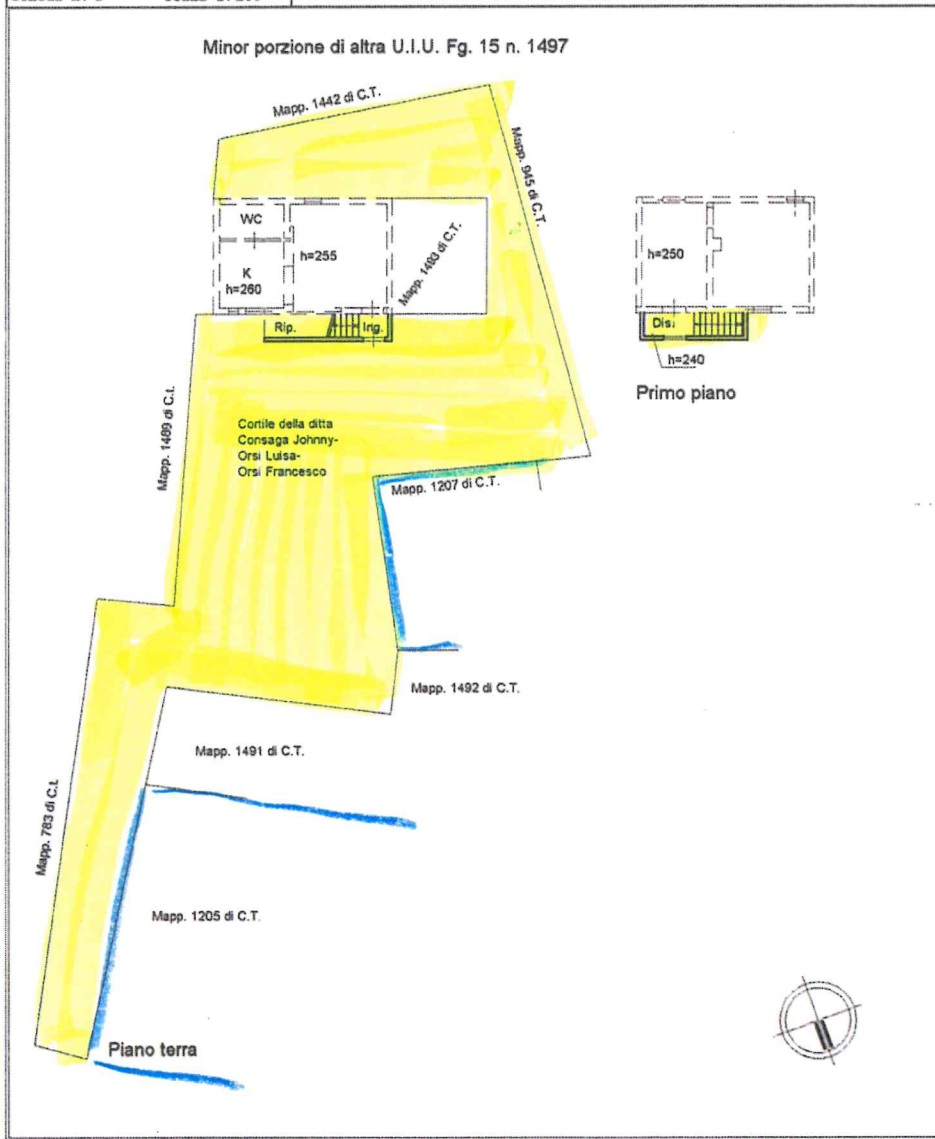 Minor porzione di altra U.I.U. Fg. 15 n. 1497
Mapp. 1442 di C.T.
Mapp. 945 di C.T.
WC
K
h=260
h=255
Mapp. 1493 di C.T.
h=250
Rip.
Ing.
Dis.
h=240
Primo piano
Mapp. 1489 di C.T.
Cortile della ditta
Consaga Johnny-
Orsi Luisa-
Orsi Francesco
Mapp. 1207 di C.T.
Mapp. 1492 di C.T.
Mapp. 1491 di C.T.
Mapp. 783 di C.T.
Mapp. 1205 di C.T.
Piano terra